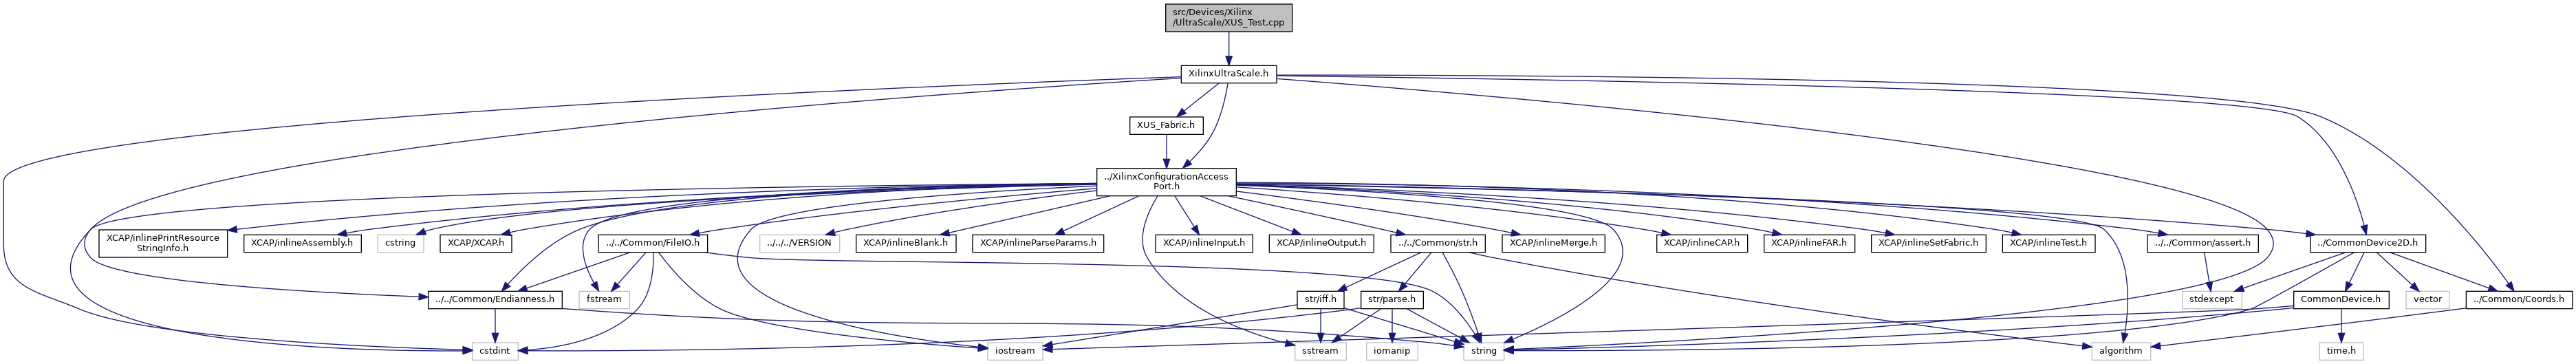 src/Devices/Xilinx
/UltraScale/XUS_Test.cpp
XilinxUltraScale.h
XUS_Fabric.h
../XilinxConfigurationAccess
Port.h
XCAP/inlinePrintResource
StringInfo.h
XCAP/inlineAssembly.h
cstring
XCAP/XCAP.h
../../Common/FileIO.h
../../../VERSION
XCAP/inlineBlank.h
XCAP/inlineParseParams.h
XCAP/inlineInput.h
XCAP/inlineOutput.h
../../Common/str.h
XCAP/inlineMerge.h
XCAP/inlineCAP.h
XCAP/inlineFAR.h
XCAP/inlineSetFabric.h
XCAP/inlineTest.h
../../Common/assert.h
../CommonDevice2D.h
../../Common/Endianness.h
fstream
str/iff.h
str/parse.h
stdexcept
CommonDevice.h
vector
../Common/Coords.h
cstdint
iostream
sstream
iomanip
string
algorithm
time.h